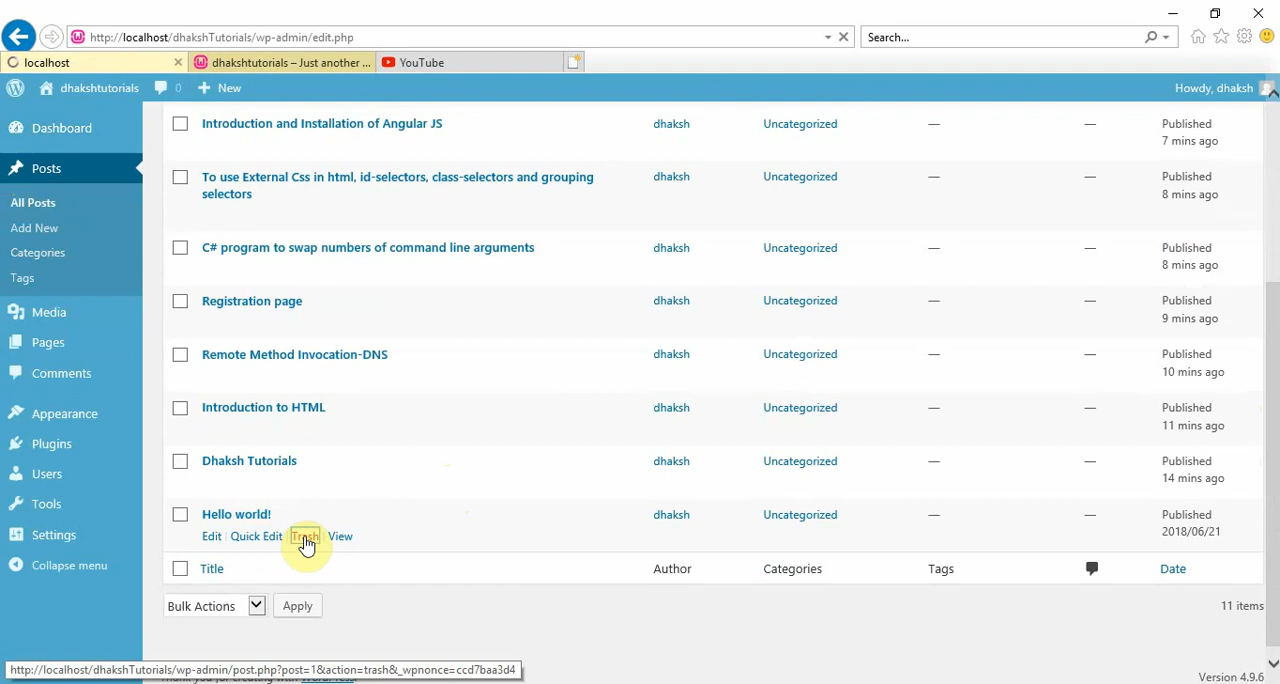 http://localhost/dhakshTutorials/wp-admin/edit.php
Search...
localhost
dhakshtutorials – Just another ...
YouTube
dhakshtutorials
0
New
Howdy, dhaksh
Dashboard
Posts
All Posts
Add New
Categories
Tags
Media
Pages
Comments
Appearance
Plugins
Users
Tools
Settings
Collapse menu
Introduction and Installation of Angular JS dhaksh Uncategorized — — Published
7 mins ago
To use External Css in html, id-selectors, class-selectors and grouping dhaksh Uncategorized — — Published
selectors 8 mins ago
C# program to swap numbers of command line arguments dhaksh Uncategorized — — Published
8 mins ago
Registration page dhaksh Uncategorized — — Published
9 mins ago
Remote Method Invocation-DNS dhaksh Uncategorized — — Published
10 mins ago
Introduction to HTML dhaksh Uncategorized — — Published
11 mins ago
Dhaksh Tutorials dhaksh Uncategorized — — Published
14 mins ago
Hello world! dhaksh Uncategorized — — Published
Edit | Quick Edit | Trash | View 2018/06/21
Title Author Categories Tags Date
Bulk Actions Apply 11 items
http://localhost/dhakshTutorials/wp-admin/post.php?post=1&action=trash&_wpnonce=ccd7baa3d4
Thank you for creating with WordPress. Version 4.9.6